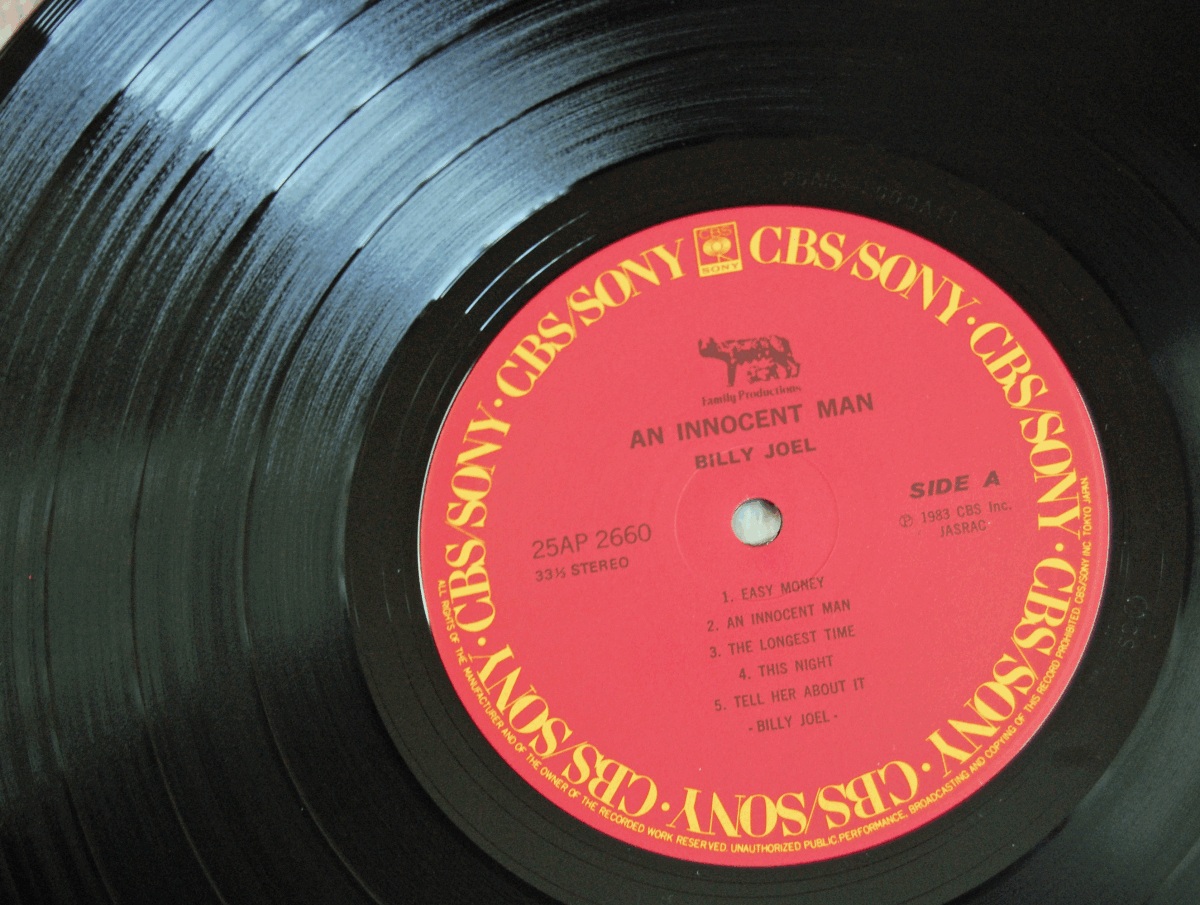 CBS/SONY · CBS/SONY · CBS/SONY · CBS/SONY · CBS/SONY · CBS/SONY · CBS/SONY · CBS/SONY
CBS
SONY
Family Productions
AN INNOCENT MAN
BILLY JOEL
SIDE A
Ⓟ 1983 CBS Inc.
JASRAC
25AP 2660
33⅓ STEREO
1. EASY MONEY
2. AN INNOCENT MAN
3. THE LONGEST TIME
4. THIS NIGHT
5. TELL HER ABOUT IT
- BILLY JOEL -
ALL RIGHTS OF THE MANUFACTURER AND OF THE OWNER OF THE RECORDED WORK RESERVED UNAUTHORIZED PUBLIC PERFORMANCE, BROADCASTING AND COPYING OF THIS RECORD PROHIBITED CBS/SONY INC TOKYO JAPAN